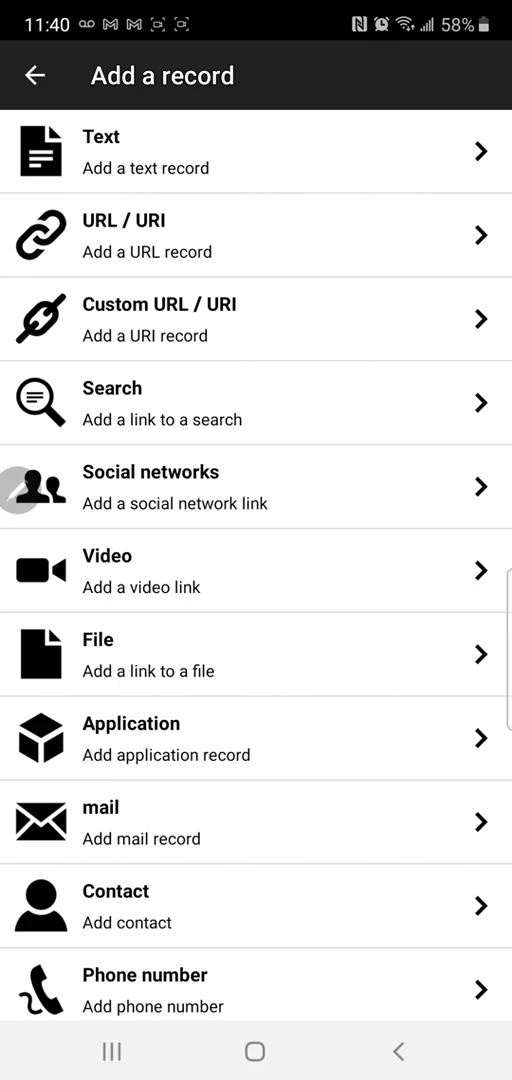 11:40 58%
Add a record
Text
Add a text record
URL / URI
Add a URL record
Custom URL / URI
Add a URI record
Search
Add a link to a search
Social networks
Add a social network link
Video
Add a video link
File
Add a link to a file
Application
Add application record
mail
Add mail record
Contact
Add contact
Phone number
Add phone number